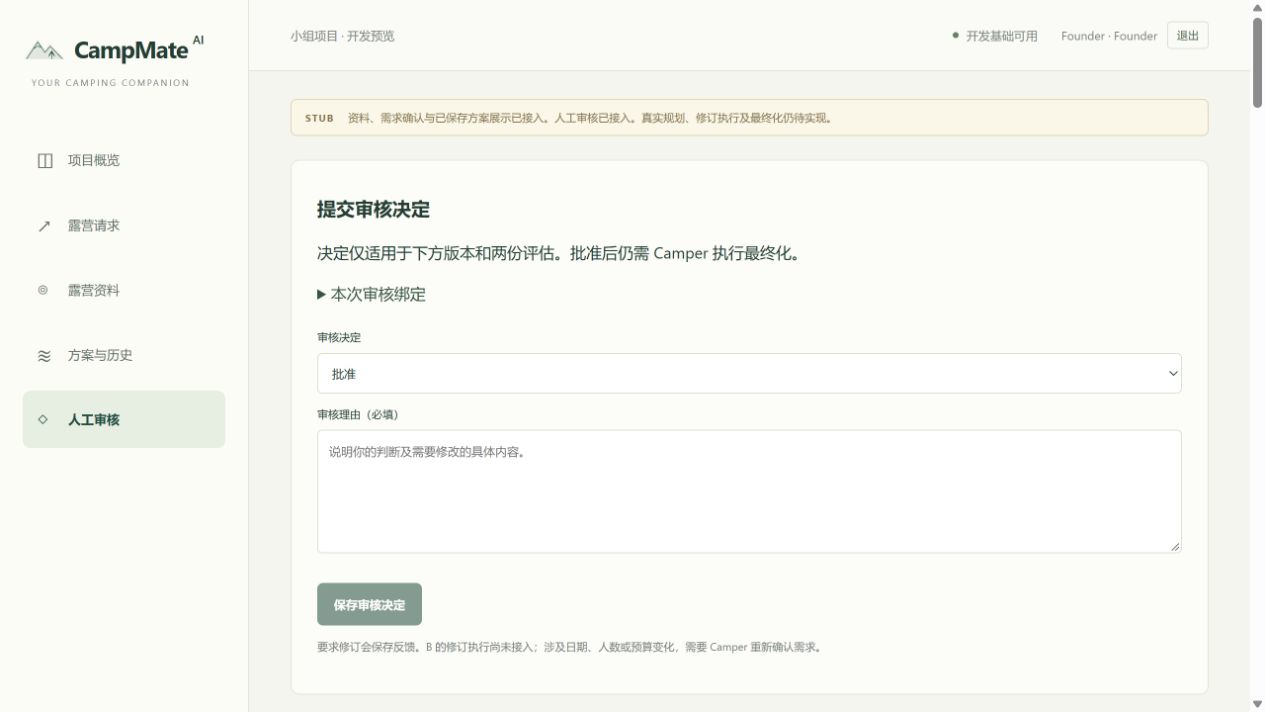 CampMate AI
YOUR CAMPING COMPANION
项目概览
露营请求
露营资料
方案与历史
人工审核
小组项目 · 开发预览
开发基础可用
Founder · Founder
退出
STUB 资料、需求确认与已保存方案展示已接入。人工审核已接入。真实规划、修订执行及最终化仍待实现。
提交审核决定
决定仅适用于下方版本和两份评估。批准后仍需 Camper 执行最终化。
本次审核绑定
审核决定
批准
审核理由（必填）
说明你的判断及需要修改的具体内容。
保存审核决定
要求修订会保存反馈。B 的修订执行尚未接入；涉及日期、人数或预算变化，需要 Camper 重新确认需求。